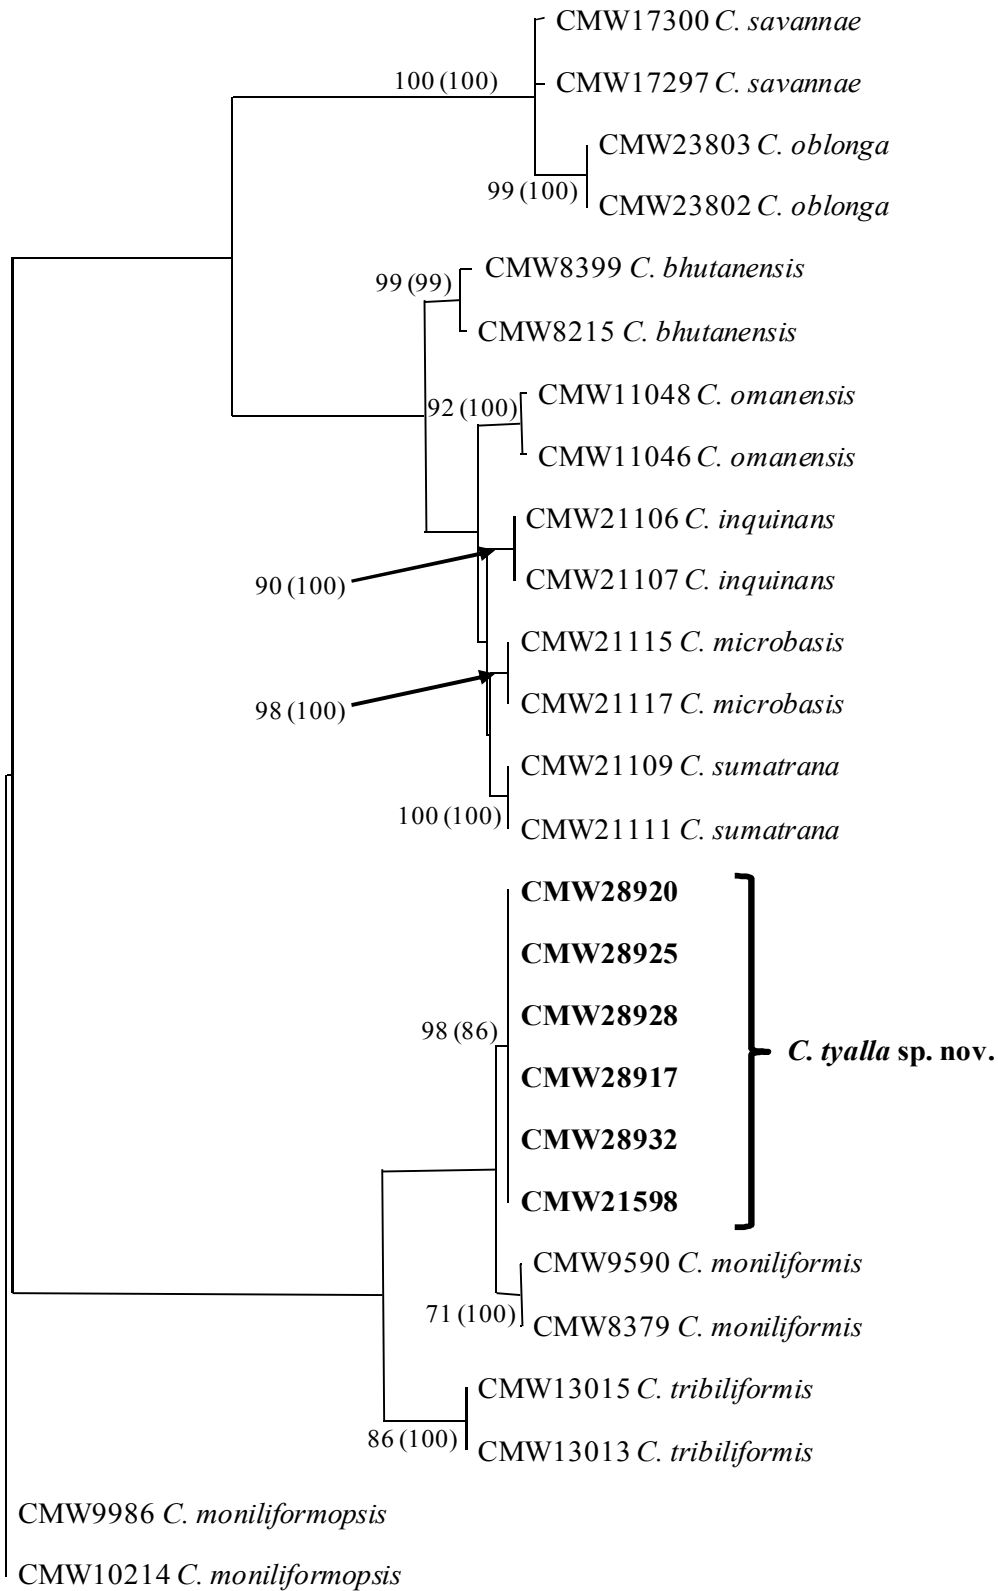 CMW17300 C. savannae
100 (100)
CMW17297 C. savannae
CMW23803 C. oblonga
99 (100)
CMW23802 C. oblonga
CMW8399 C. bhutanensis
99 (99)
CMW8215 C. bhutanensis
CMW11048 C. omanensis
92 (100)
CMW11046 C. omanensis
CMW21106 C. inquinans
90 (100)
CMW21107 C. inquinans
CMW21115 C. microbasis
98 (100)
CMW21117 C. microbasis
CMW21109 C. sumatrana
100 (100)
CMW21111 C. sumatrana
CMW28920
CMW28925
CMW28928
98 (86)
C. tyalla sp. nov.
CMW28917
CMW28932
CMW21598
CMW9590 C. moniliformis
71 (100)
CMW8379 C. moniliformis
CMW13015 C. tribiliformis
86 (100)
CMW13013 C. tribiliformis
CMW9986 C. moniliformopsis
CMW10214 C. moniliformopsis